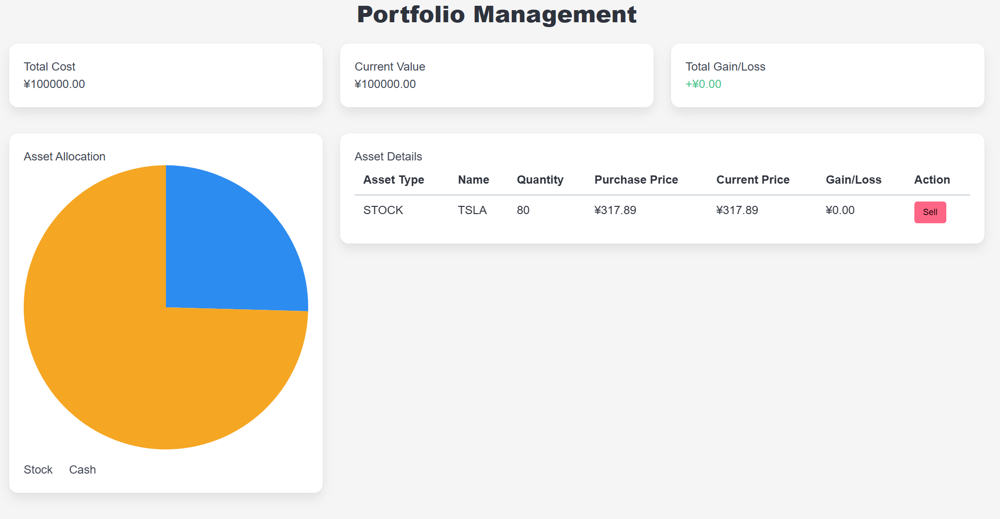 Portfolio Management
Total Cost
¥100000.00
Current Value
¥100000.00
Total Gain/Loss
+¥0.00
Asset Allocation
Stock Cash
Asset Details
Asset Type Name Quantity Purchase Price Current Price Gain/Loss Action
STOCK TSLA 80 ¥317.89 ¥317.89 ¥0.00 Sell